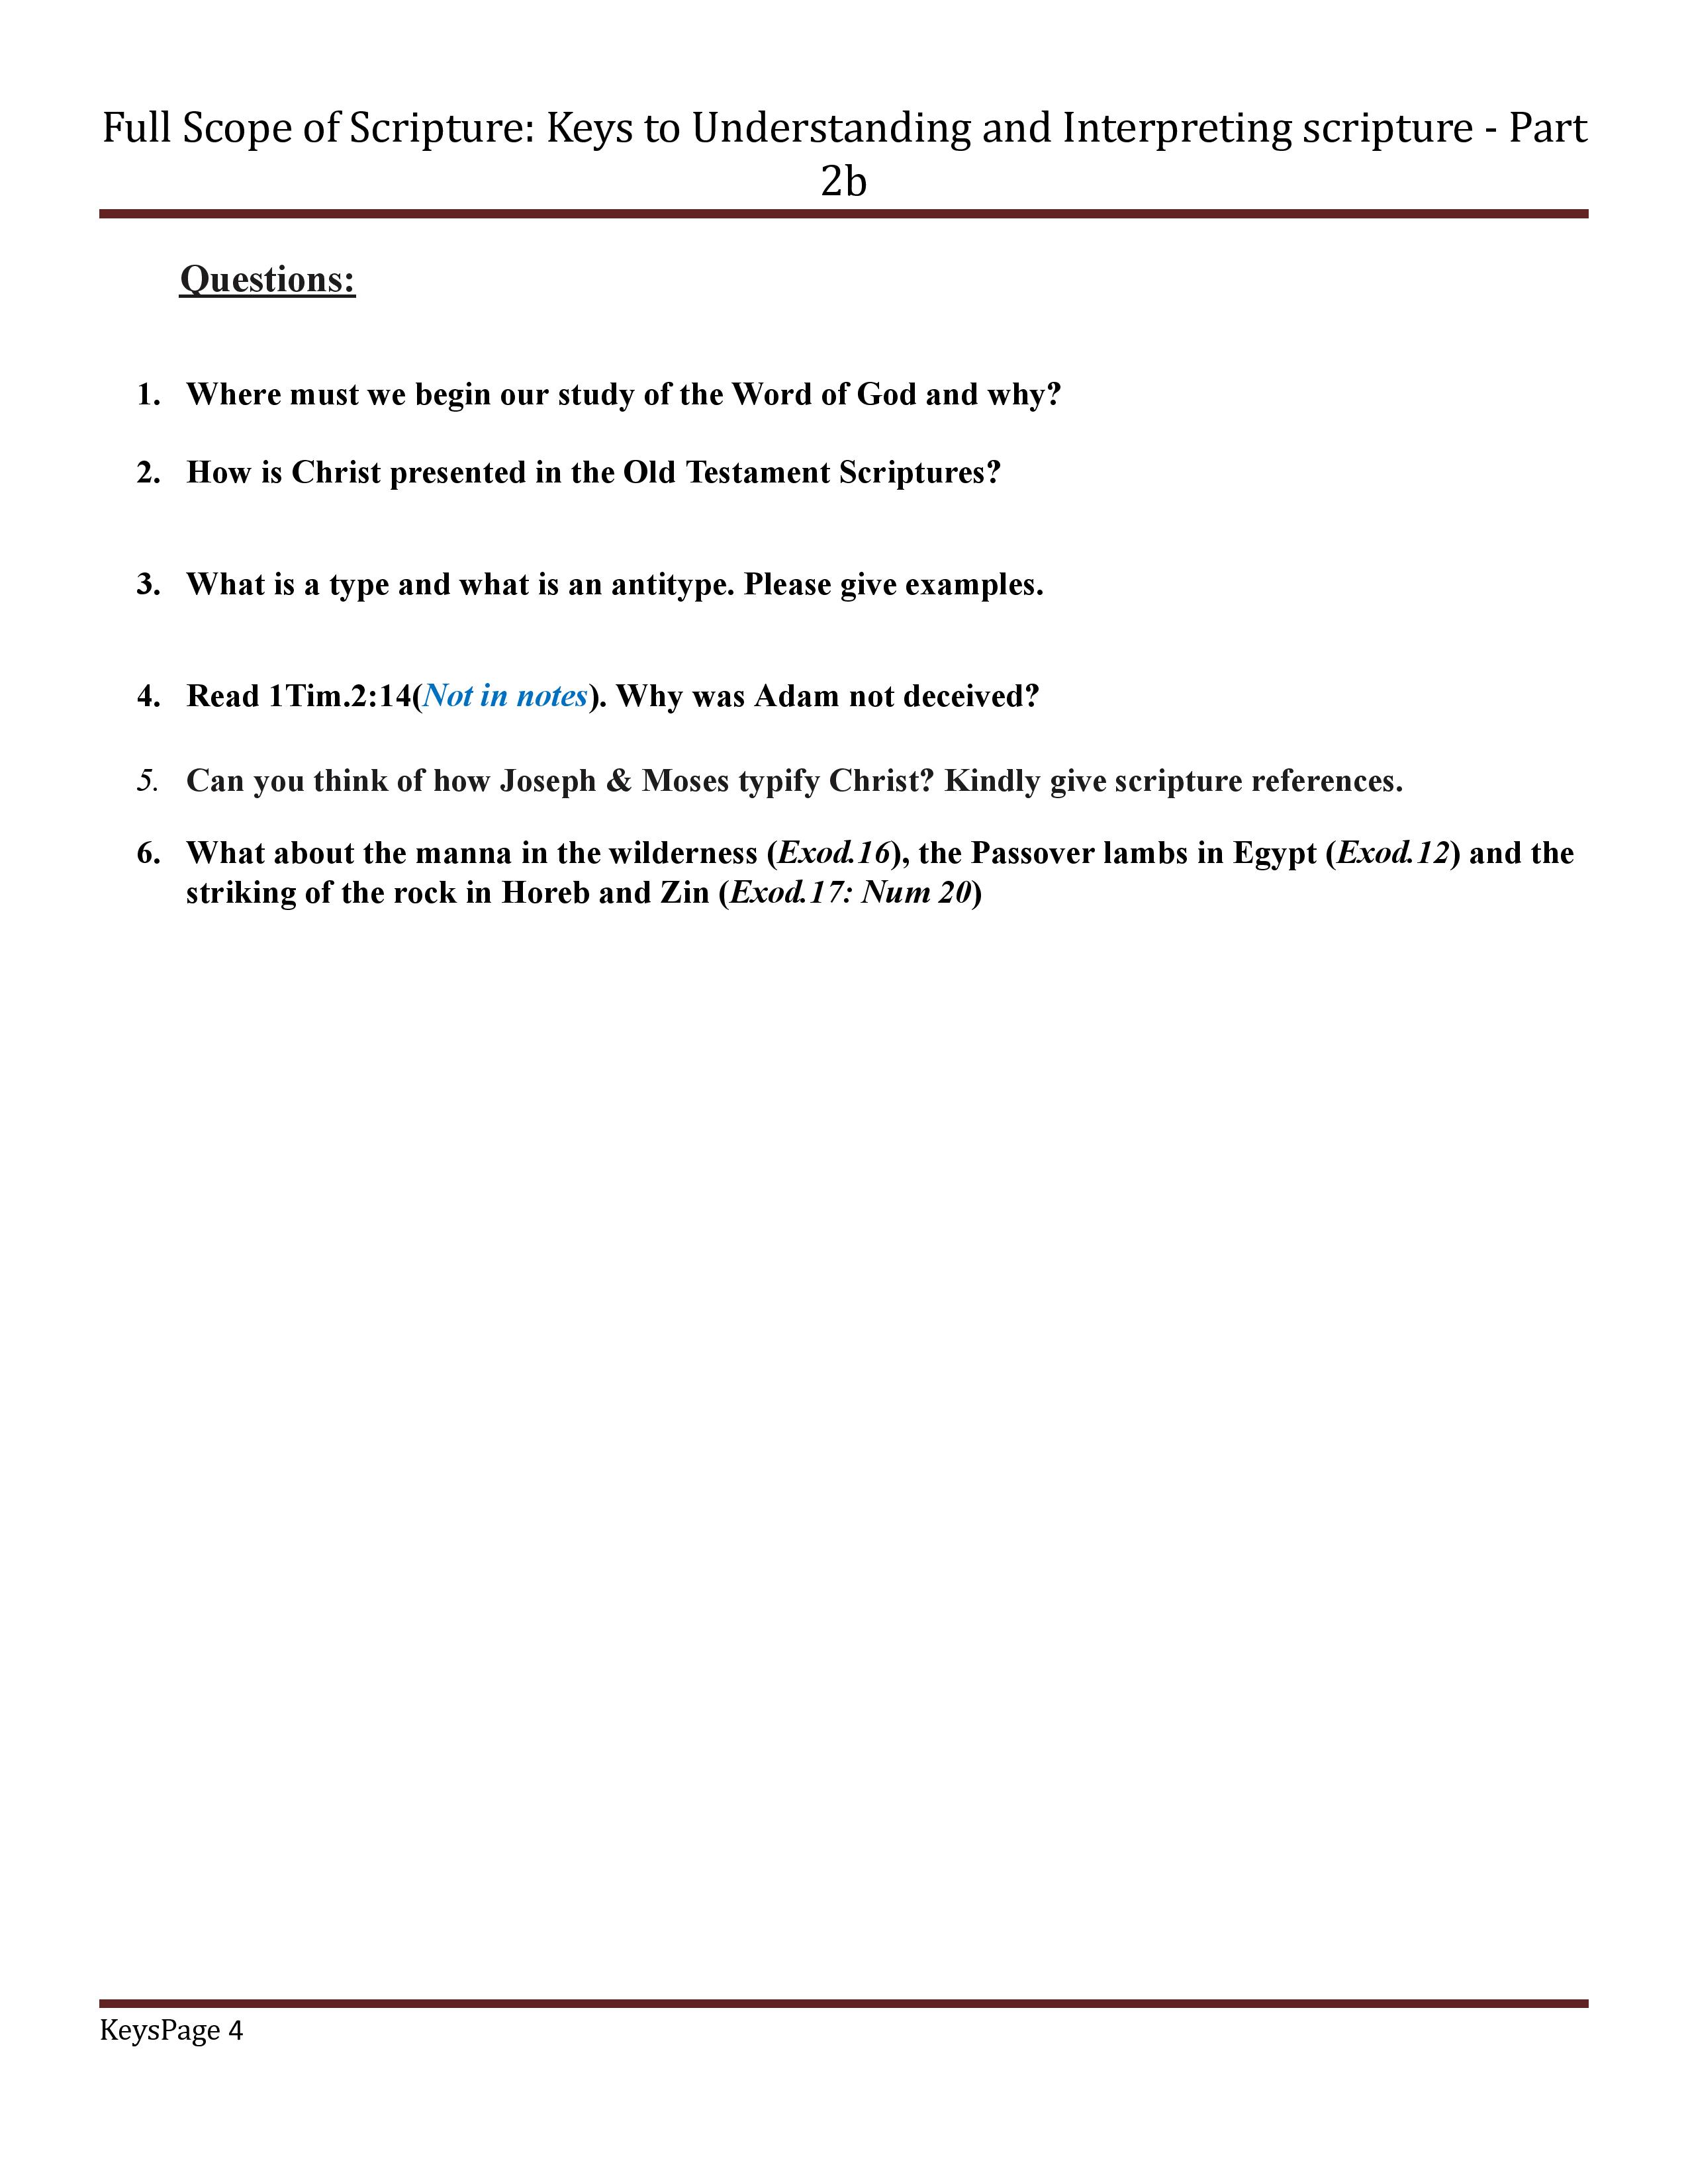 Full Scope of Scripture: Keys to Understanding and Interpreting scripture - Part
2b
Questions:
1. Where must we begin our study of the Word of God and why?
2. How is Christ presented in the Old Testament Scriptures?
3. What is a type and what is an antitype. Please give examples.
4. Read 1Tim.2:14(Not in notes). Why was Adam not deceived?
5. Can you think of how Joseph & Moses typify Christ? Kindly give scripture references.
6. What about the manna in the wilderness (Exod.16), the Passover lambs in Egypt (Exod.12) and the
striking of the rock in Horeb and Zin (Exod.17: Num 20)
KeysPage 4